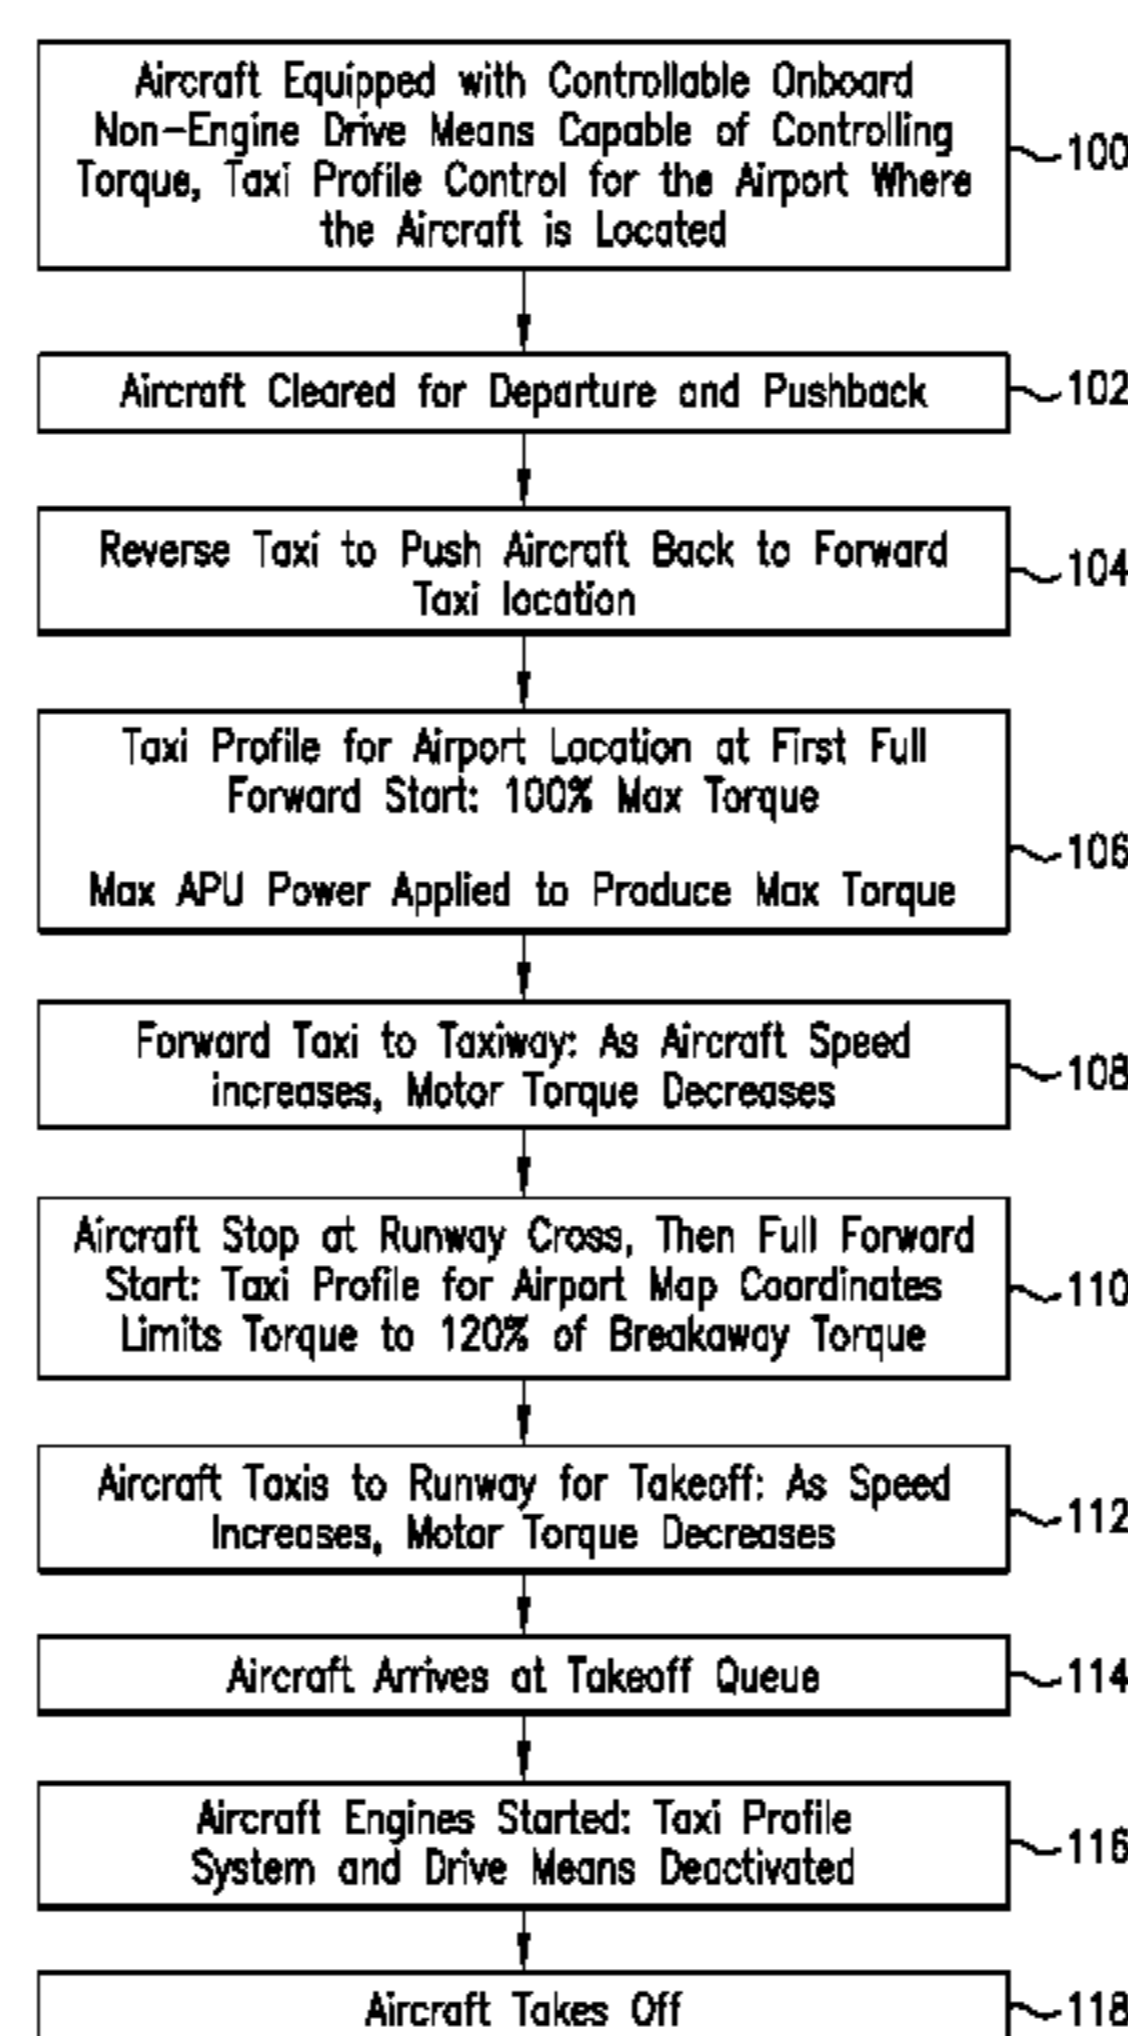 Aircraft Equipped with Controllable Onboard
Non-Engine Drive Means Capable of Controlling
Torque, Taxi Profile Control for the Airport Where
the Aircraft is Located
100
Aircraft Cleared for Departure and Pushback
102
Reverse Taxi to Push Aircraft Back to Forward
Taxi location
104
Taxi Profile for Airport Location at First Full
Forward Start: 100% Max Torque
Max APU Power Applied to Produce Max Torque
106
Forward Taxi to Taxiway: As Aircraft Speed
increases, Motor Torque Decreases
108
Aircraft Stop at Runway Cross, Then Full Forward
Start: Taxi Profile for Airport Map Coordinates
Limits Torque to 120% of Breakaway Torque
110
Aircraft Taxis to Runway for Takeoff: As Speed
Increases, Motor Torque Decreases
112
Aircraft Arrives at Takeoff Queue
114
Aircraft Engines Started: Taxi Profile
System and Drive Means Deactivated
116
Aircraft Takes Off
118